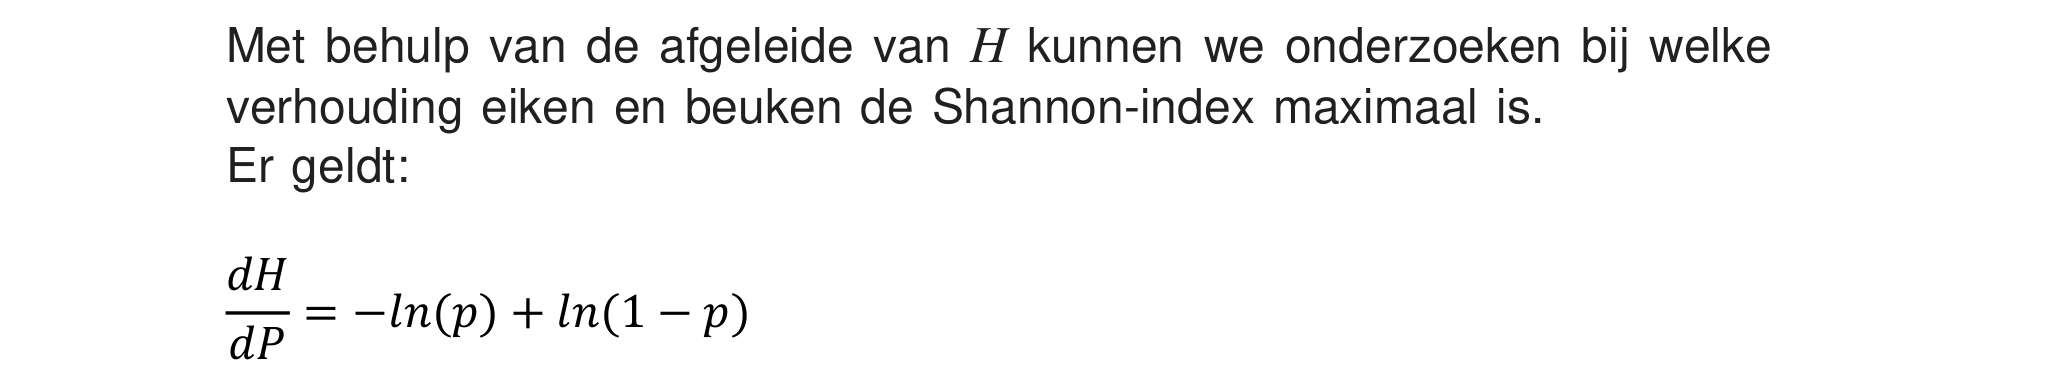 Met behulp van de afgeleide van H kunnen we onderzoeken bij welke
verhouding eiken en beuken de Shannon-index maximaal is.
Er geldt:
dH/dP = −ln(p) + ln(1 − p)